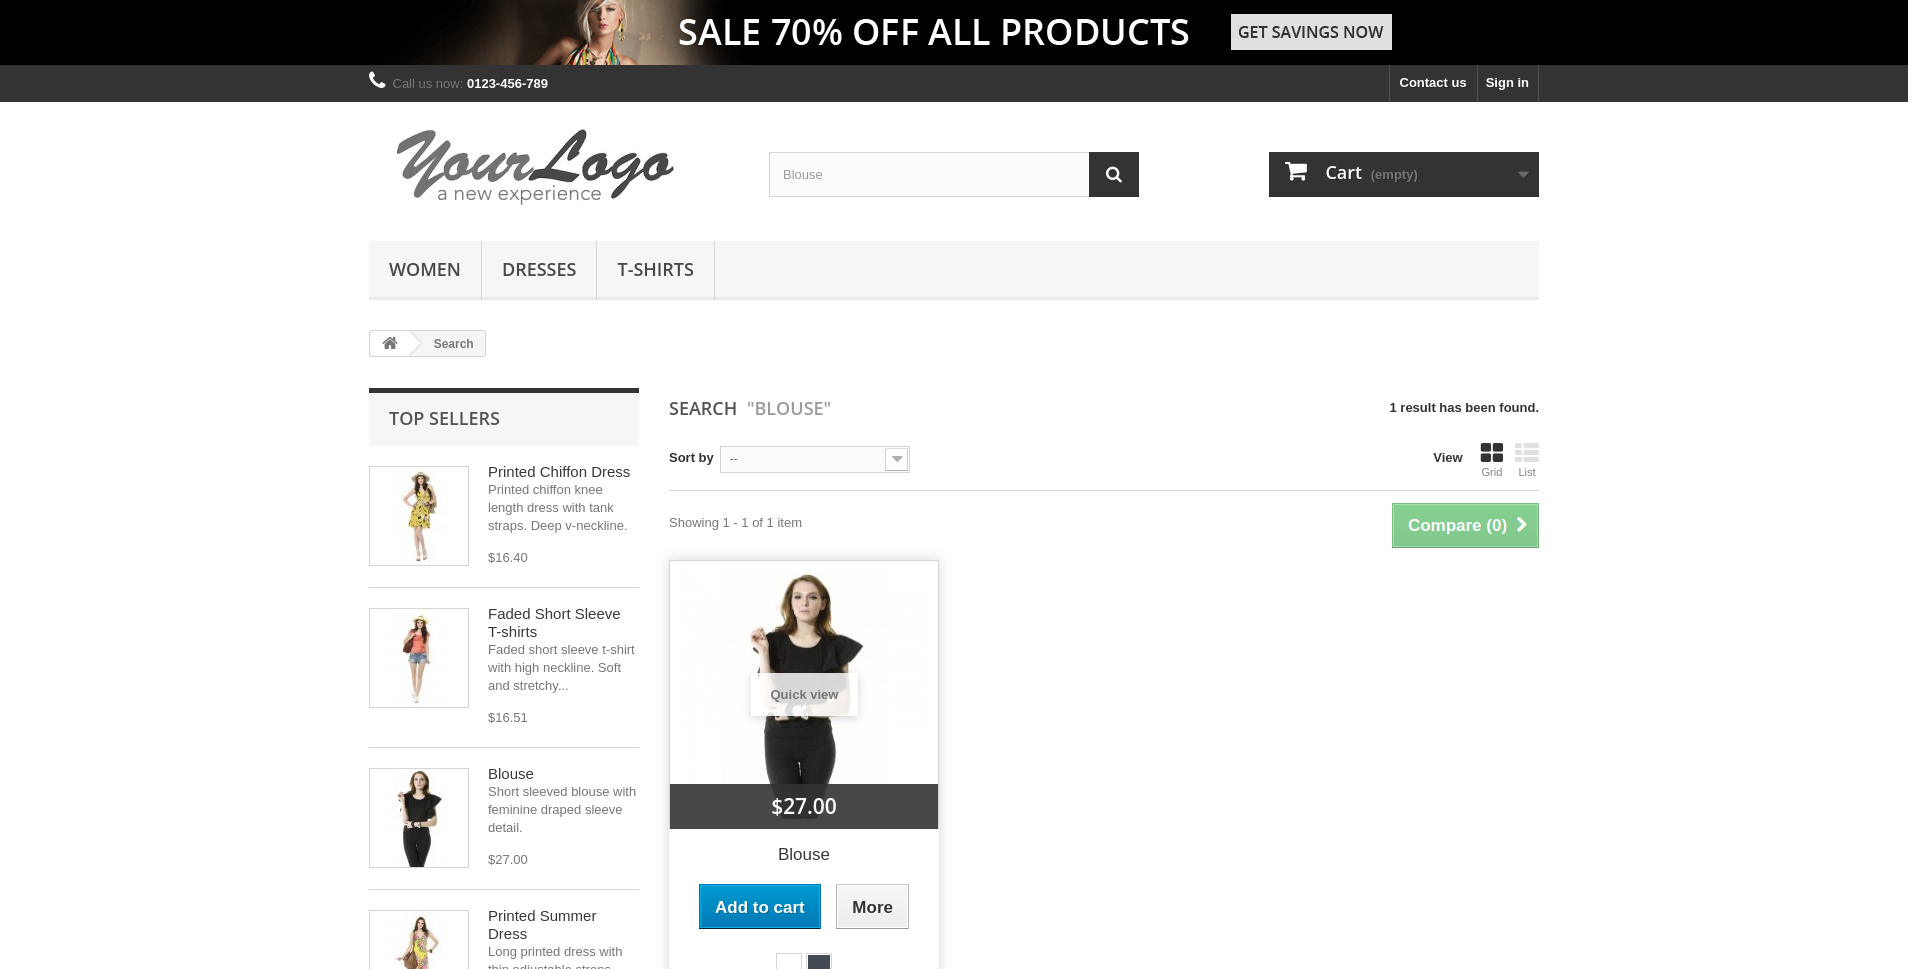 SALE 70% OFF ALL PRODUCTS
GET SAVINGS NOW
Call us now: 0123-456-789
Contact us
Sign in
YourLogo
a new experience
Blouse
Cart (empty)
WOMEN
DRESSES
T-SHIRTS
Search
TOP SELLERS
Printed Chiffon Dress
Printed chiffon knee
length dress with tank
straps. Deep v-neckline.
$16.40
Faded Short Sleeve
T-shirts
Faded short sleeve t-shirt
with high neckline. Soft
and stretchy...
$16.51
Blouse
Short sleeved blouse with
feminine draped sleeve
detail.
$27.00
Printed Summer
Dress
Long printed dress with
thin adjustable straps.
SEARCH "BLOUSE"
1 result has been found.
Sort by --
View
Grid
List
Showing 1 - 1 of 1 item
Compare (0)
Quick view
$27.00
Blouse
Add to cart
More